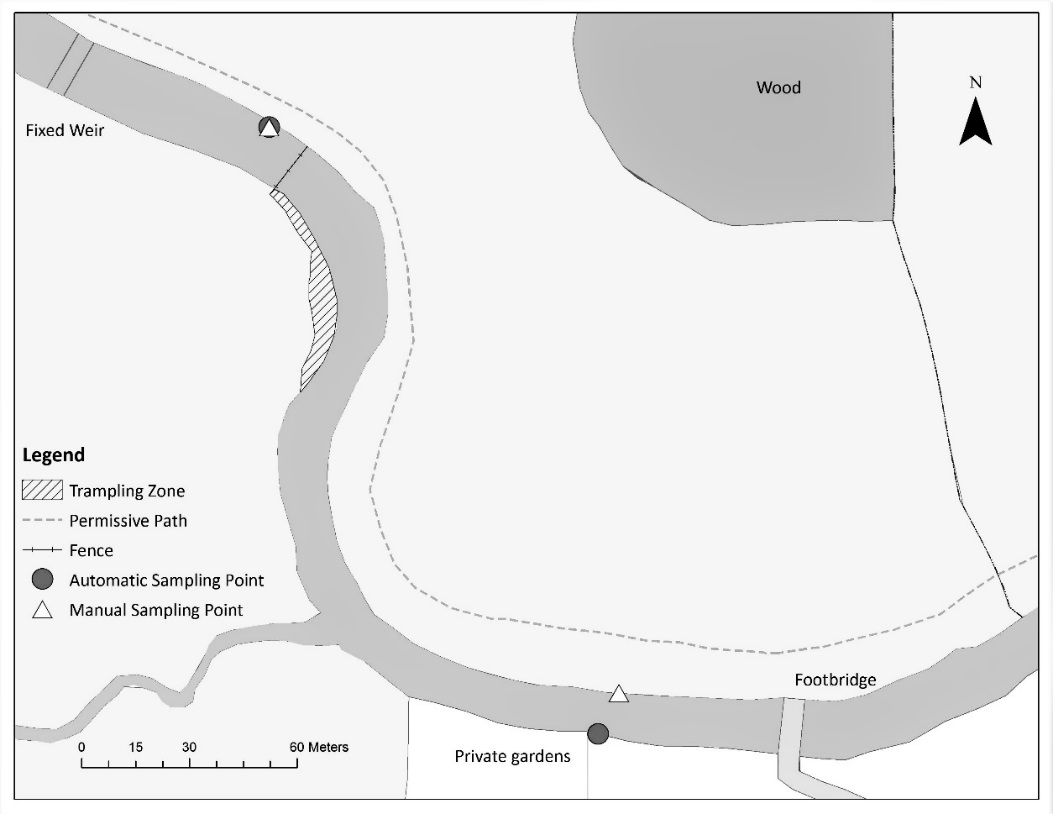 Wood
N
Fixed Weir
Legend
Trampling Zone
Permissive Path
Fence
Automatic Sampling Point
Manual Sampling Point
Footbridge
0 15 30 60 Meters
Private gardens